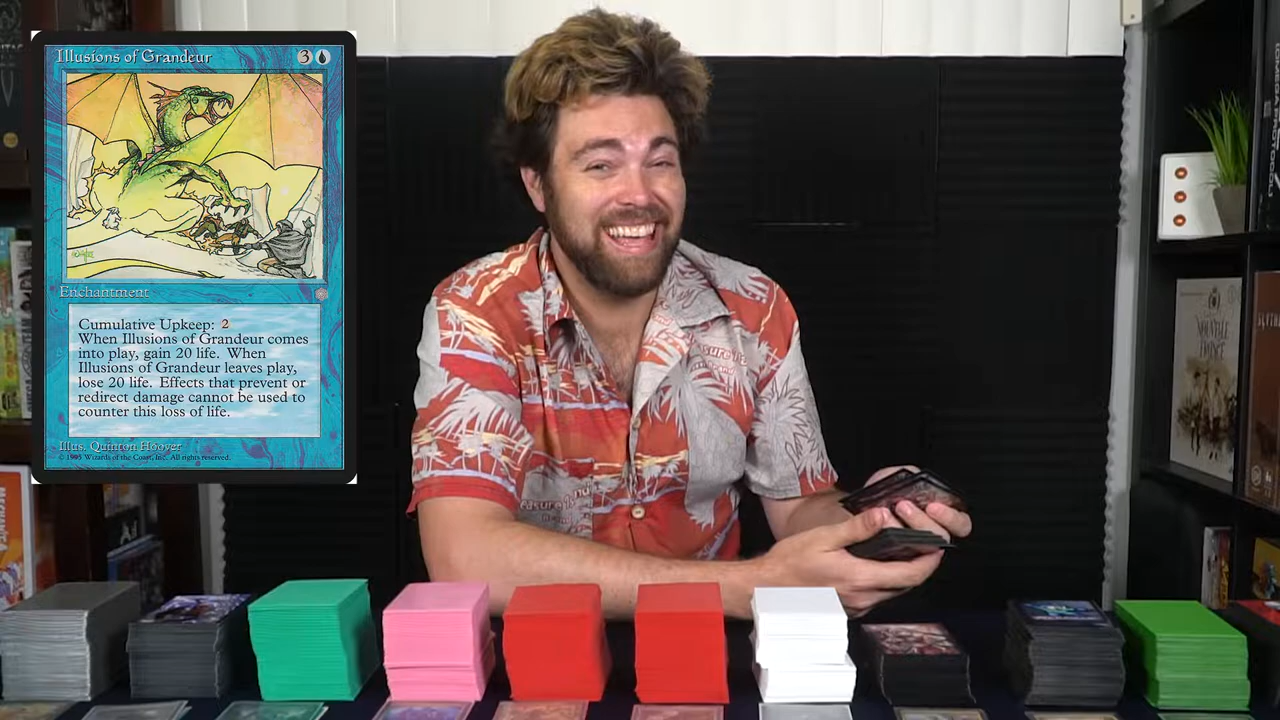 Illusions of Grandeur 3
Enchantment
Cumulative Upkeep: 2
When Illusions of Grandeur comes
into play, gain 20 life. When
Illusions of Grandeur leaves play,
lose 20 life. Effects that prevent or
redirect damage cannot be used to
counter this loss of life.
Illus. Quinton Hoover
© 1995 Wizards of the Coast, Inc. All rights reserved.